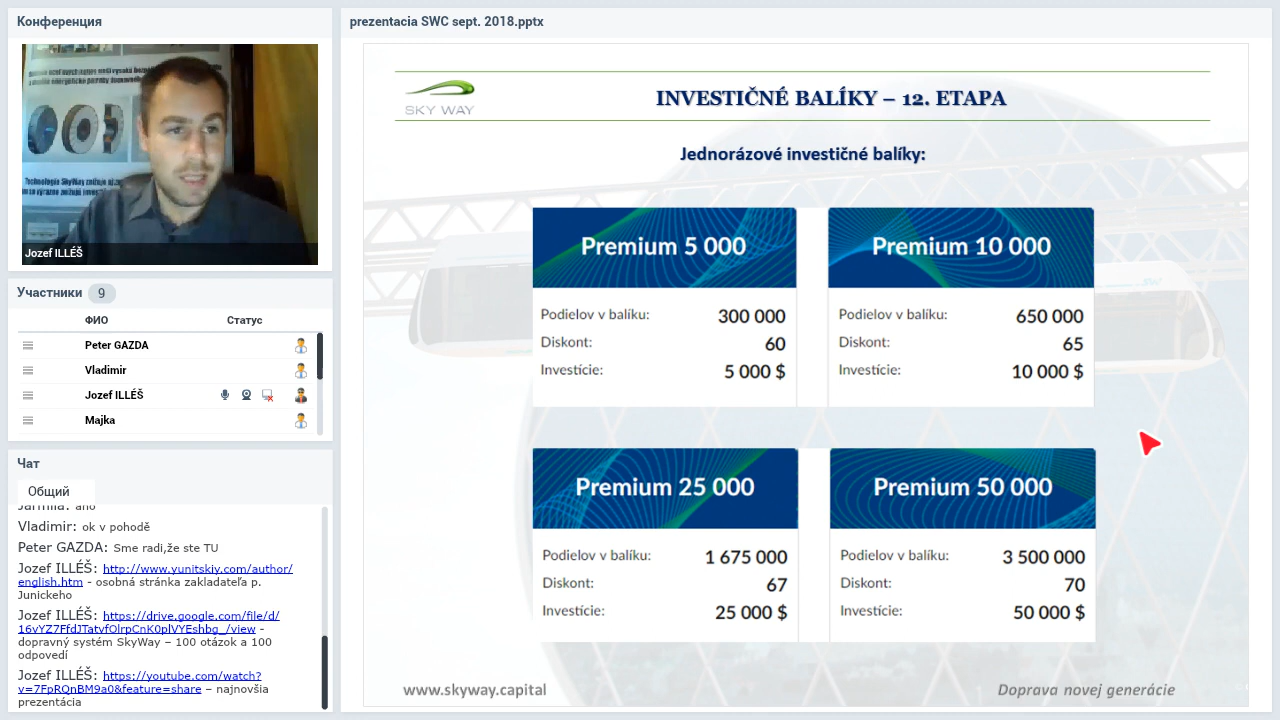 Конференция
Jozef ILLÉŠ
Участники 9
ФИО Статус
Peter GAZDA
Vladimir
Jozef ILLÉŠ
Majka
Чат
Общий
Jarmila: áno
Vladimir: ok v pohodě
Peter GAZDA: Sme radi,že ste TU
Jozef ILLÉŠ: http://www.yunitskiy.com/author/
english.htm - osobná stránka zakladateľa p.
Junickeho
Jozef ILLÉŠ: https://drive.google.com/file/d/
16vYZ7FfdJTatvfOlrpCnK0plVYEshbg_/view -
dopravný systém SkyWay – 100 otázok a 100
odpovedí
Jozef ILLÉŠ: https://youtube.com/watch?
v=7FpRQnBM9a0&feature=share – najnovšia
prezentácia
prezentacia SWC sept. 2018.pptx
SKY WAY
INVESTIČNÉ BALÍKY – 12. ETAPA
Jednorázové investičné balíky:
Premium 5 000
Podielov v balíku: 300 000
Diskont: 60
Investície: 5 000 $
Premium 10 000
Podielov v balíku: 650 000
Diskont: 65
Investície: 10 000 $
Premium 25 000
Podielov v balíku: 1 675 000
Diskont: 67
Investície: 25 000 $
Premium 50 000
Podielov v balíku: 3 500 000
Diskont: 70
Investície: 50 000 $
www.skyway.capital
Doprava novej generácie